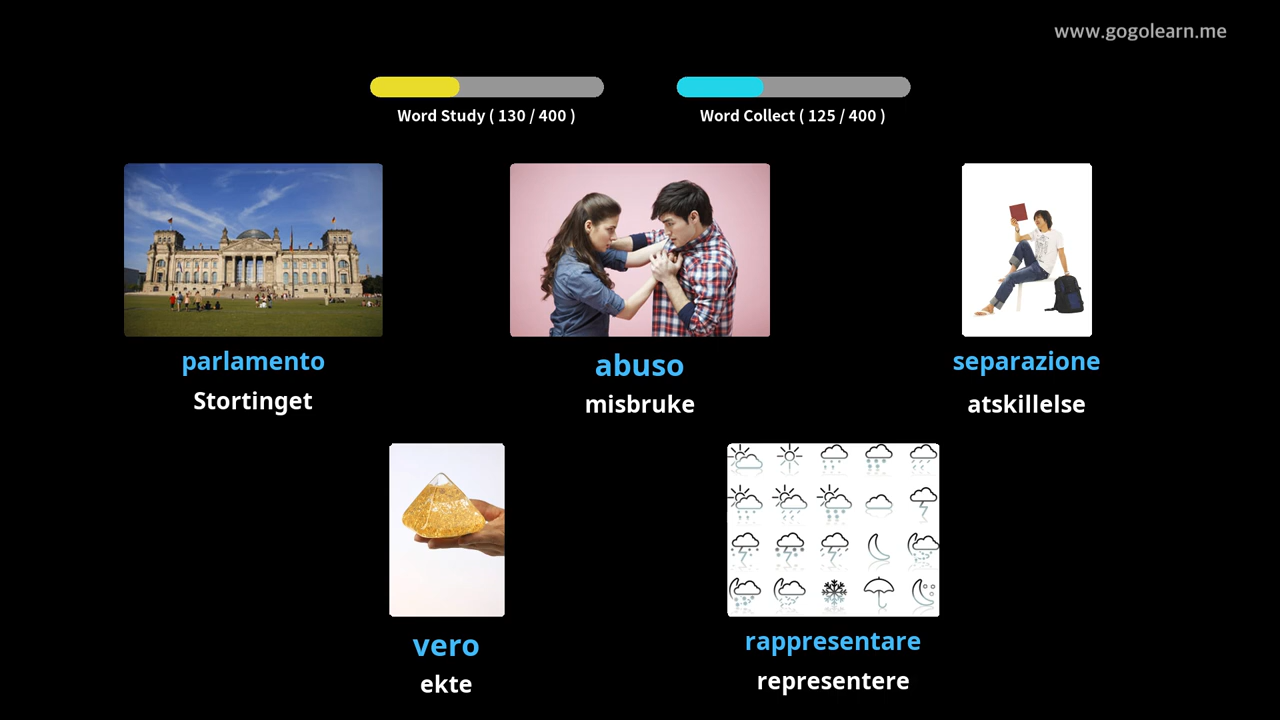 www.gogolearn.me
Word Study ( 130 / 400 )
Word Collect ( 125 / 400 )
parlamento
Stortinget
abuso
misbruke
separazione
atskillelse
vero
ekte
rappresentare
representere